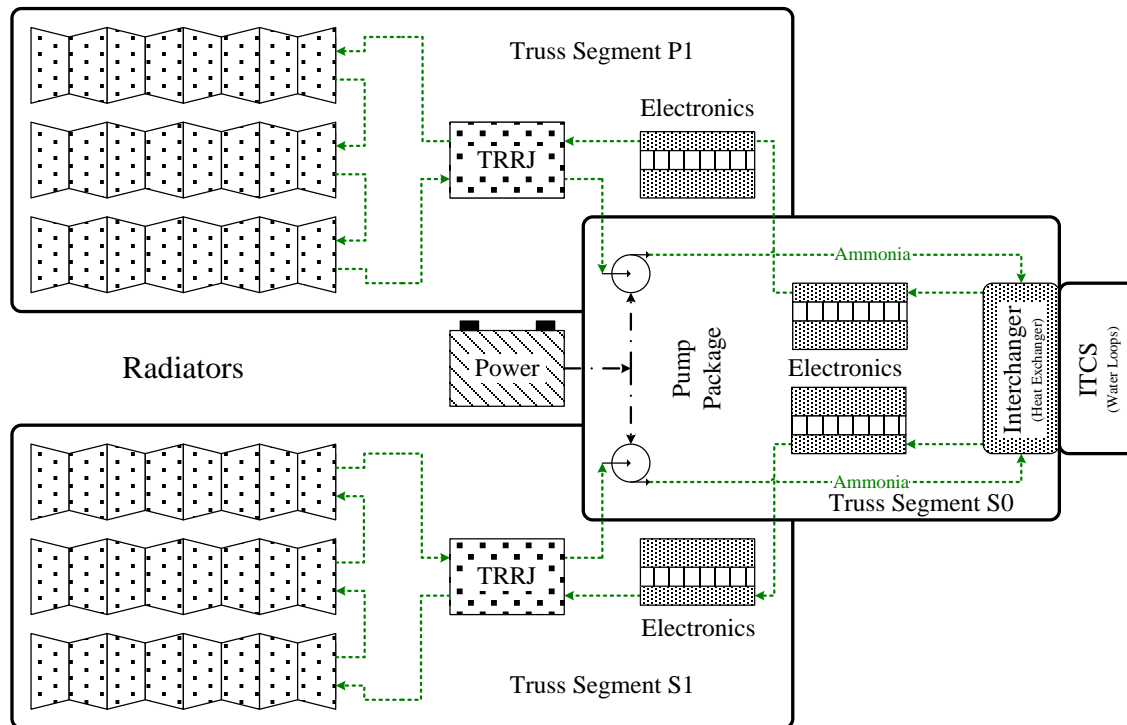 Truss Segment P1
Electronics
TRRJ
Ammonia
Radiators
Power
Pump
Package
Electronics
Interchanger
(Heat Exchanger)
ITCS
(Water Loops)
Ammonia
Truss Segment S0
TRRJ
Electronics
Truss Segment S1